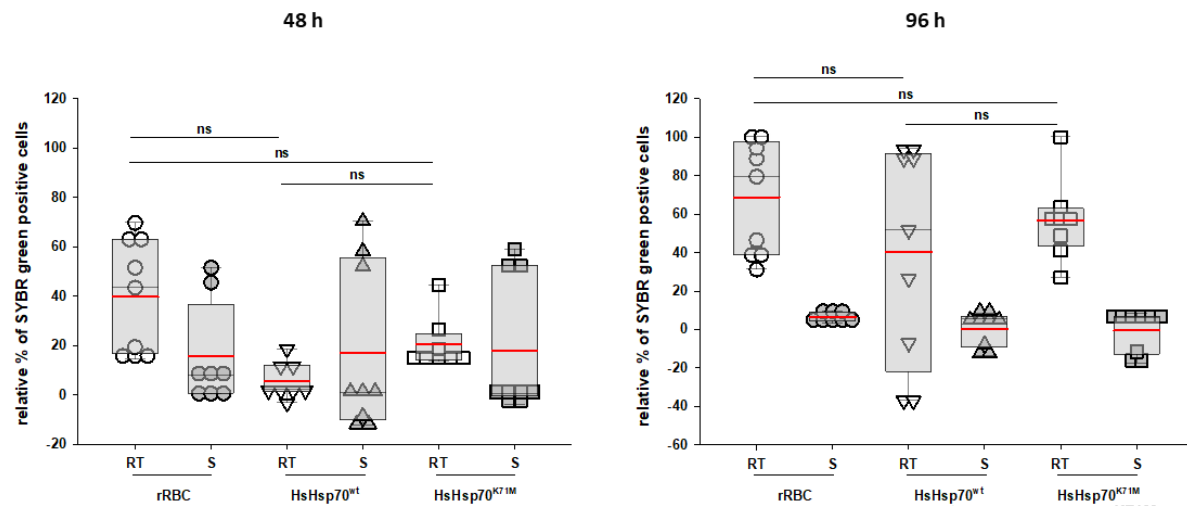 48 h
ns
ns
ns
relative % of SYBR green positive cells
120
100
80
60
40
20
0
-20
RT S RT S RT S
rRBC HsHsp70wt HsHsp70K71M
96 h
ns
ns
ns
relative % of SYBR green postive cells
120
100
80
60
40
20
0
-20
-40
-60
RT S RT S RT S
rRBC HsHsp70wt HsHsp70K71M